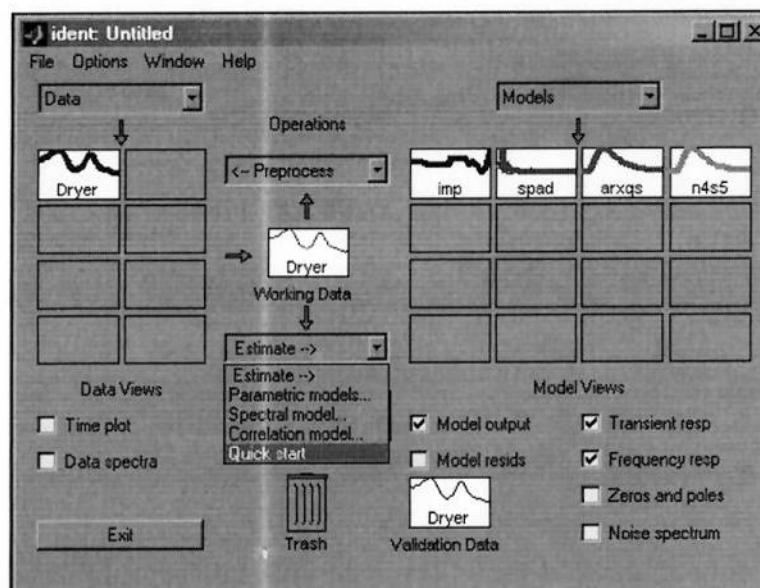 ident: Untitled
File Options Window Help
Data
Models
Operations
<-- Preprocess
Dryer
imp
spad
arxqs
n4s5
Dryer
Working Data
Estimate -->
Estimate -->
Parametric models...
Spectral model...
Correlation model...
Quick start
Data Views
Time plot
Data spectra
Exit
Trash
Model Views
Model output
Transient resp
Model resids
Frequency resp
Zeros and poles
Noise spectrum
Dryer
Validation Data